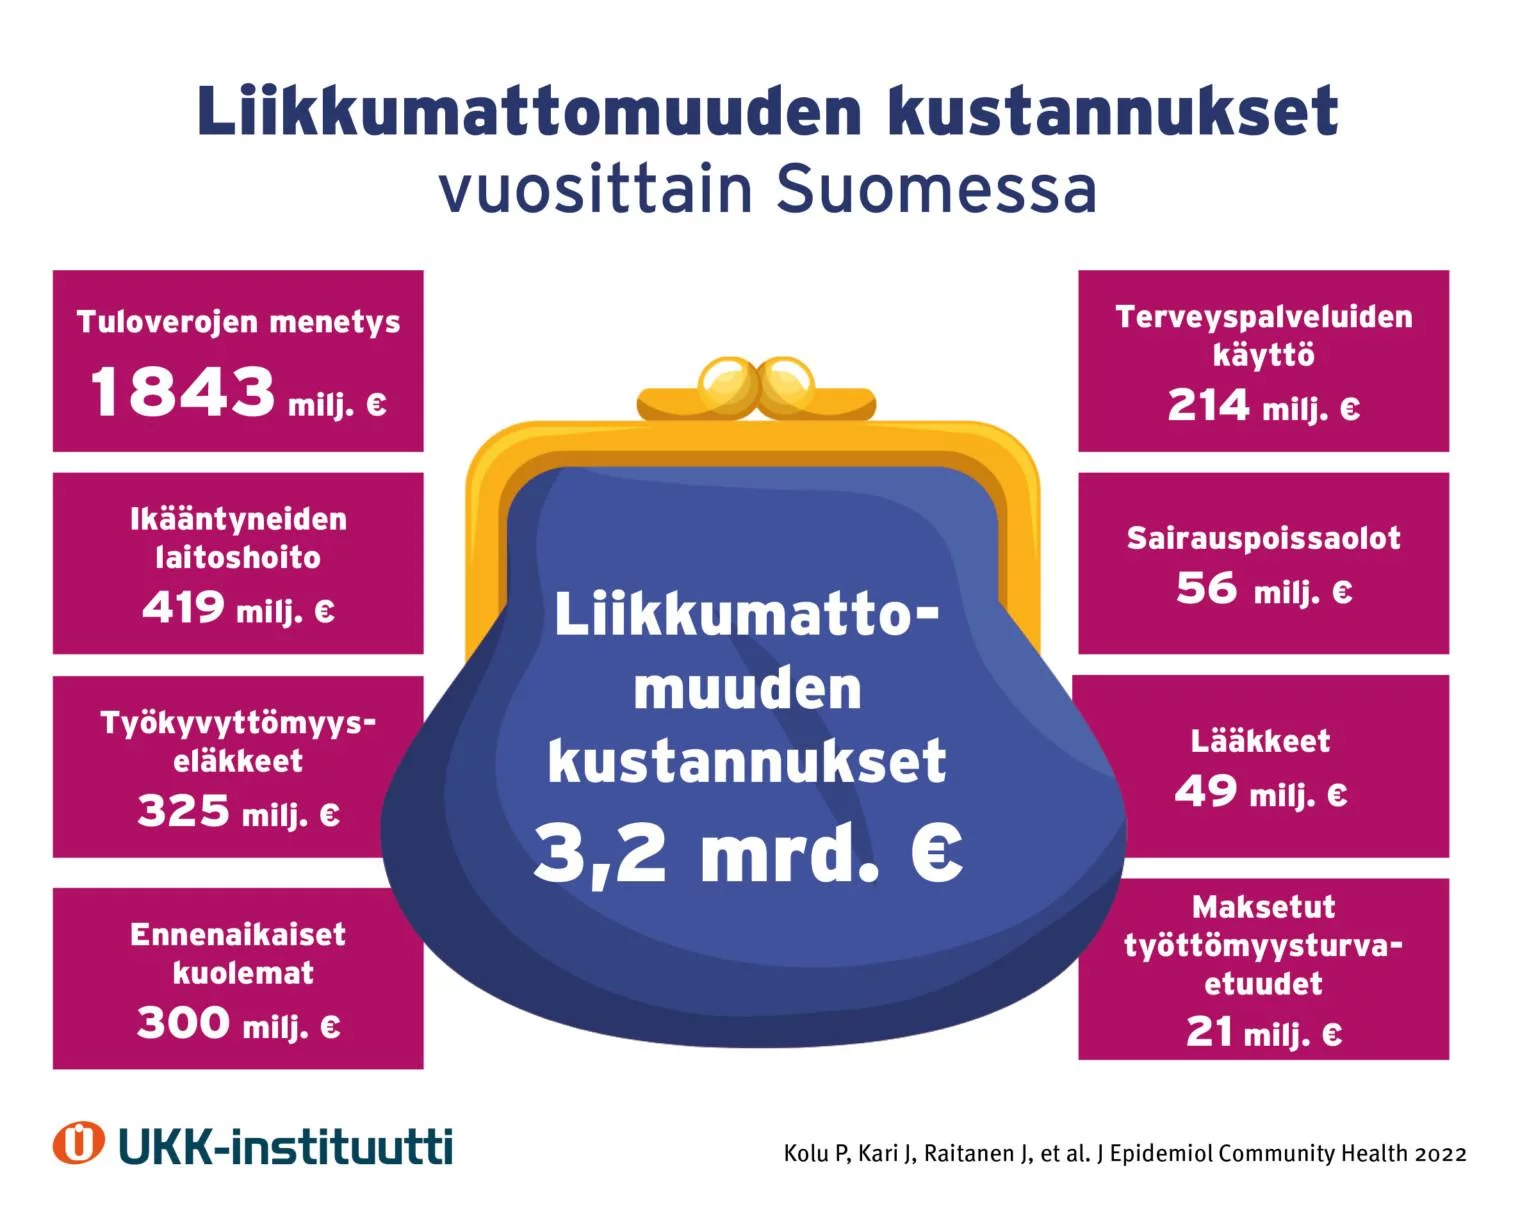 Liikkumattomuuden kustannukset
vuosittain Suomessa
Tuloverojen menetys
1843 milj. €
Ikääntyneiden
laitoshoito
419 milj. €
Työkyvyttömyys-
eläkkeet
325 milj. €
Ennenaikaiset
kuolemat
300 milj. €
Liikkumatto-
muuden
kustannukset
3,2 mrd. €
Terveyspalveluiden
käyttö
214 milj. €
Sairauspoissaolot
56 milj. €
Lääkkeet
49 milj. €
Maksetut
työttömyysturva-
etuudet
21 milj. €
UKK-instituutti
Kolu P, Kari J, Raitanen J, et al. J Epidemiol Community Health 2022